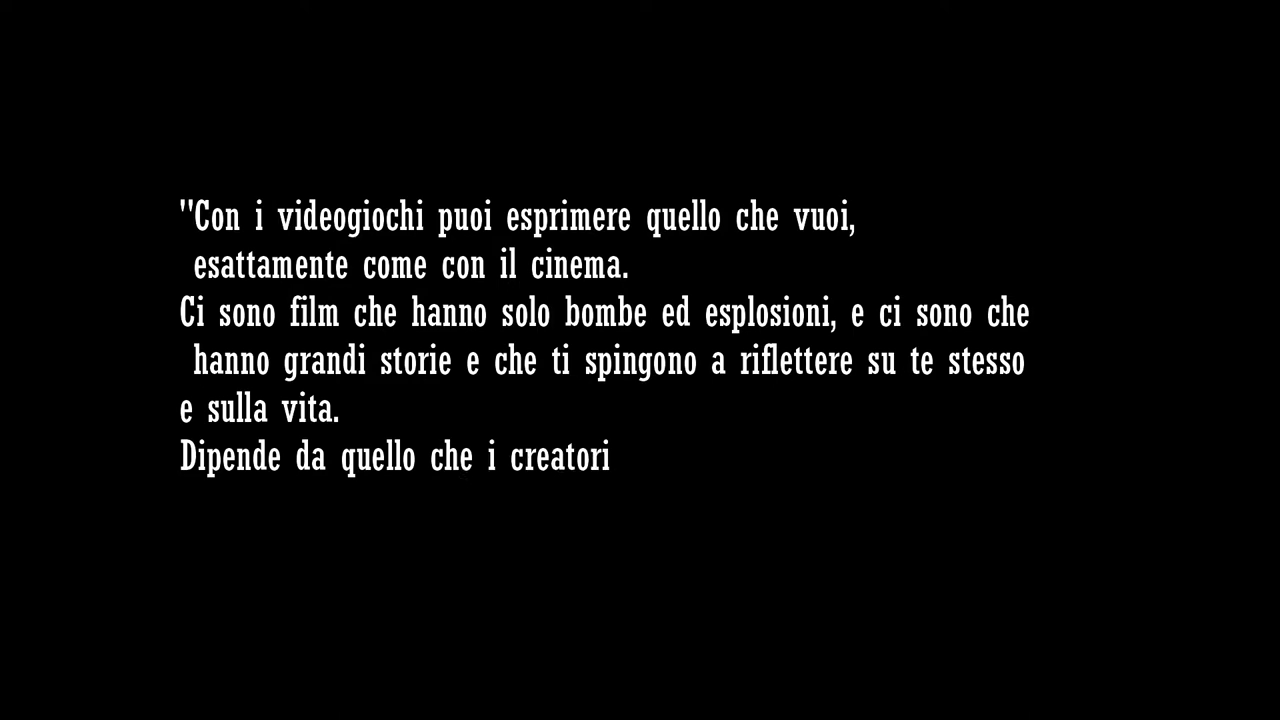 "Con i videogiochi puoi esprimere quello che vuoi,
esattamente come con il cinema.
Ci sono film che hanno solo bombe ed esplosioni, e ci sono che
hanno grandi storie e che ti spingono a riflettere su te stesso
e sulla vita.
Dipende da quello che i creatori